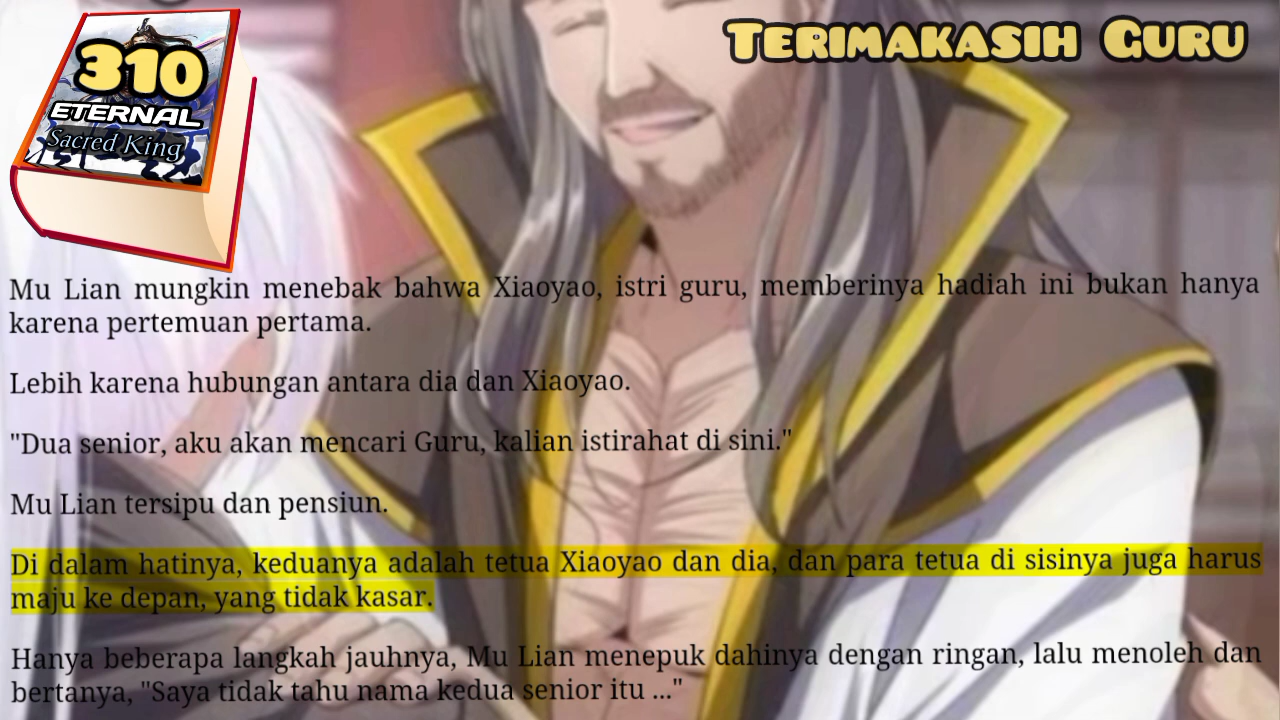 310
ETERNAL
Sacred King
TERIMAKASIH GURU
Mu Lian mungkin menebak bahwa Xiaoyao, istri guru, memberinya hadiah ini bukan hanya
karena pertemuan pertama.
Lebih karena hubungan antara dia dan Xiaoyao.
"Dua senior, aku akan mencari Guru, kalian istirahat di sini."
Mu Lian tersipu dan pensiun.
Di dalam hatinya, keduanya adalah tetua Xiaoyao dan dia, dan para tetua di sisinya juga harus
maju ke depan, yang tidak kasar.
Hanya beberapa langkah jauhnya, Mu Lian menepuk dahinya dengan ringan, lalu menoleh dan
bertanya, "Saya tidak tahu nama kedua senior itu ..."